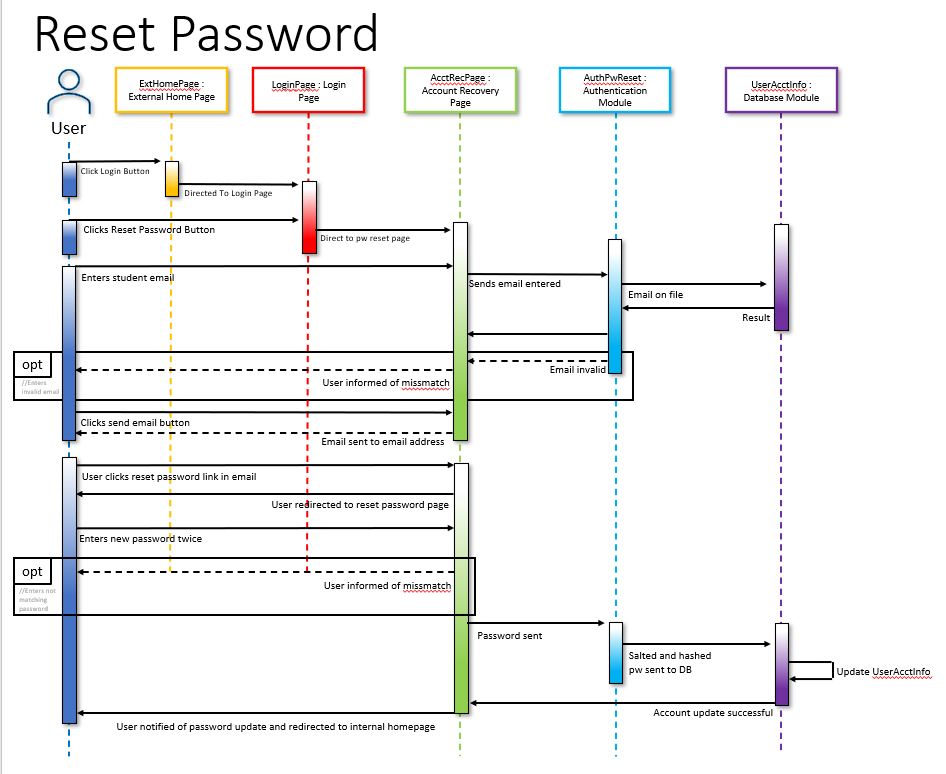 Reset Password
User
ExtHomePage :
External Home Page
LoginPage : Login
Page
AcctRecPage :
Account Recovery
Page
AuthPwReset :
Authentication
Module
UserAcctInfo :
Database Module
Click Login Button
Directed To Login Page
Clicks Reset Password Button
Direct to pw reset page
Enters student email
Sends email entered
Email on file
Result
opt
//Enters
invalid email
Email invalid
User informed of missmatch
Clicks send email button
Email sent to email address
User clicks reset password link in email
User redirected to reset password page
Enters new password twice
opt
//Enters not
matching
password
User informed of missmatch
Password sent
Salted and hashed
pw sent to DB
Update UserAcctInfo
Account update successful
User notified of password update and redirected to internal homepage